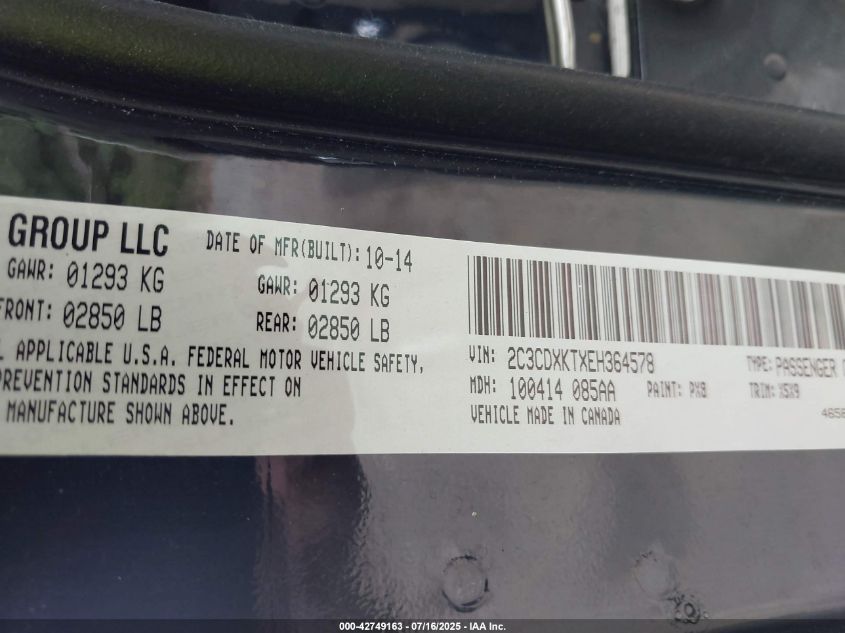 GROUP LLC DATE OF MFR(BUILT): 10-14
GAWR: 01293 KG GAWR: 01293 KG
FRONT: 02850 LB REAR: 02850 LB
APPLICABLE U.S.A. FEDERAL MOTOR VEHICLE SAFETY,
PREVENTION STANDARDS IN EFFECT ON
MANUFACTURE SHOWN ABOVE.
VIN: 2C3CDXKTXEH364578 TYPE: PASSENGER
MDH: 100414 085AA PAINT: PX8 TRIM: X5X9
VEHICLE MADE IN CANADA
000-42749163 - 07/16/2025 - IAA Inc.